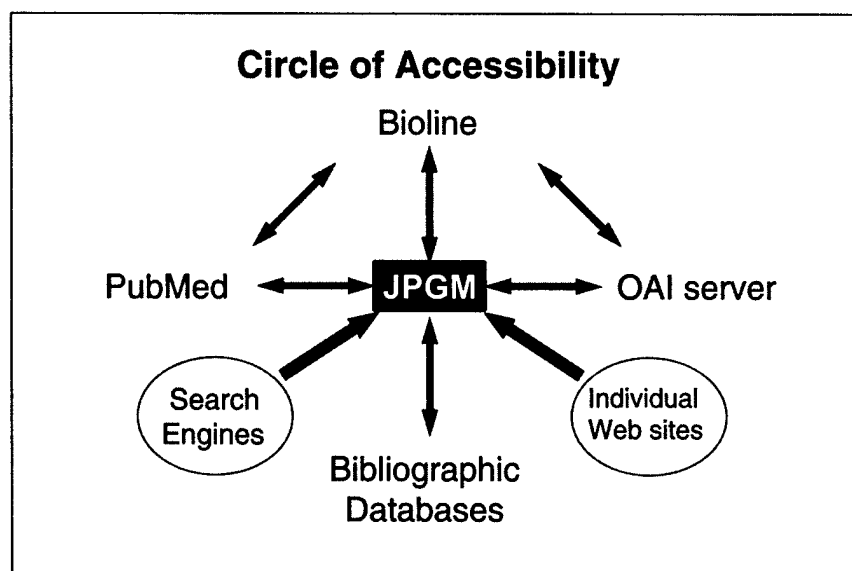 Circle of Accessibility
Bioline
PubMed
JPGM
OAI server
Search
Engines
Individual
Web sites
Bibliographic
Databases